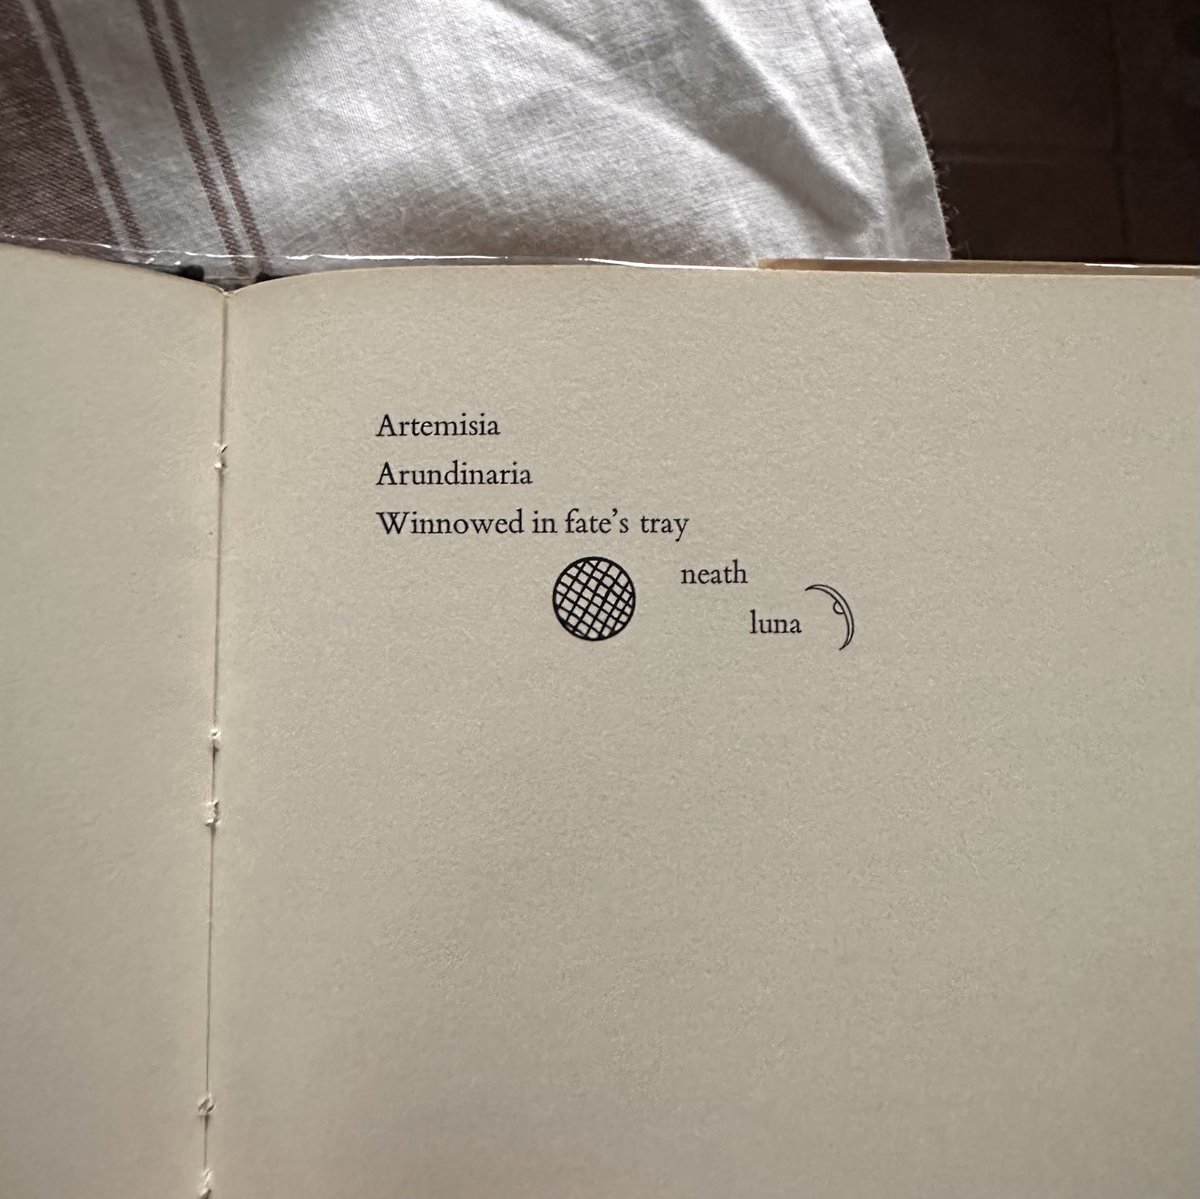 Artemisia
Arundinaria
Winnowed in fate’s tray
neath
luna